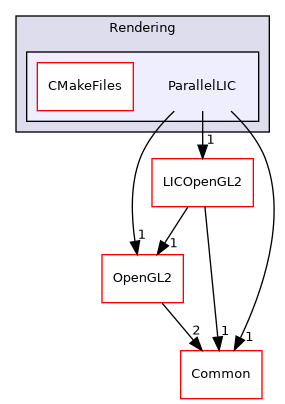 Rendering
CMakeFiles
ParallelLIC
1
LICOpenGL2
1
1
OpenGL2
2
1
1
Common